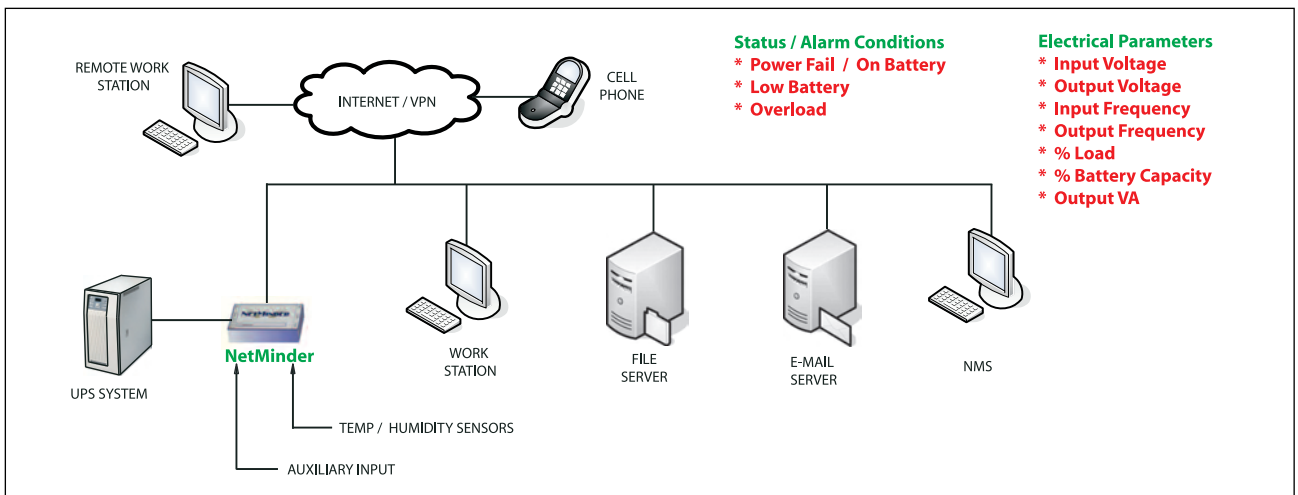 REMOTE WORK
STATION
INTERNET / VPN
CELL
PHONE
Status / Alarm Conditions
* Power Fail / On Battery
* Low Battery
* Overload
Electrical Parameters
* Input Voltage
* Output Voltage
* Input Frequency
* Output Frequency
* % Load
* % Battery Capacity
* Output VA
UPS SYSTEM
NetMinder
NetMinder
WORK
STATION
FILE
SERVER
E-MAIL
SERVER
NMS
TEMP / HUMIDITY SENSORS
AUXILIARY INPUT